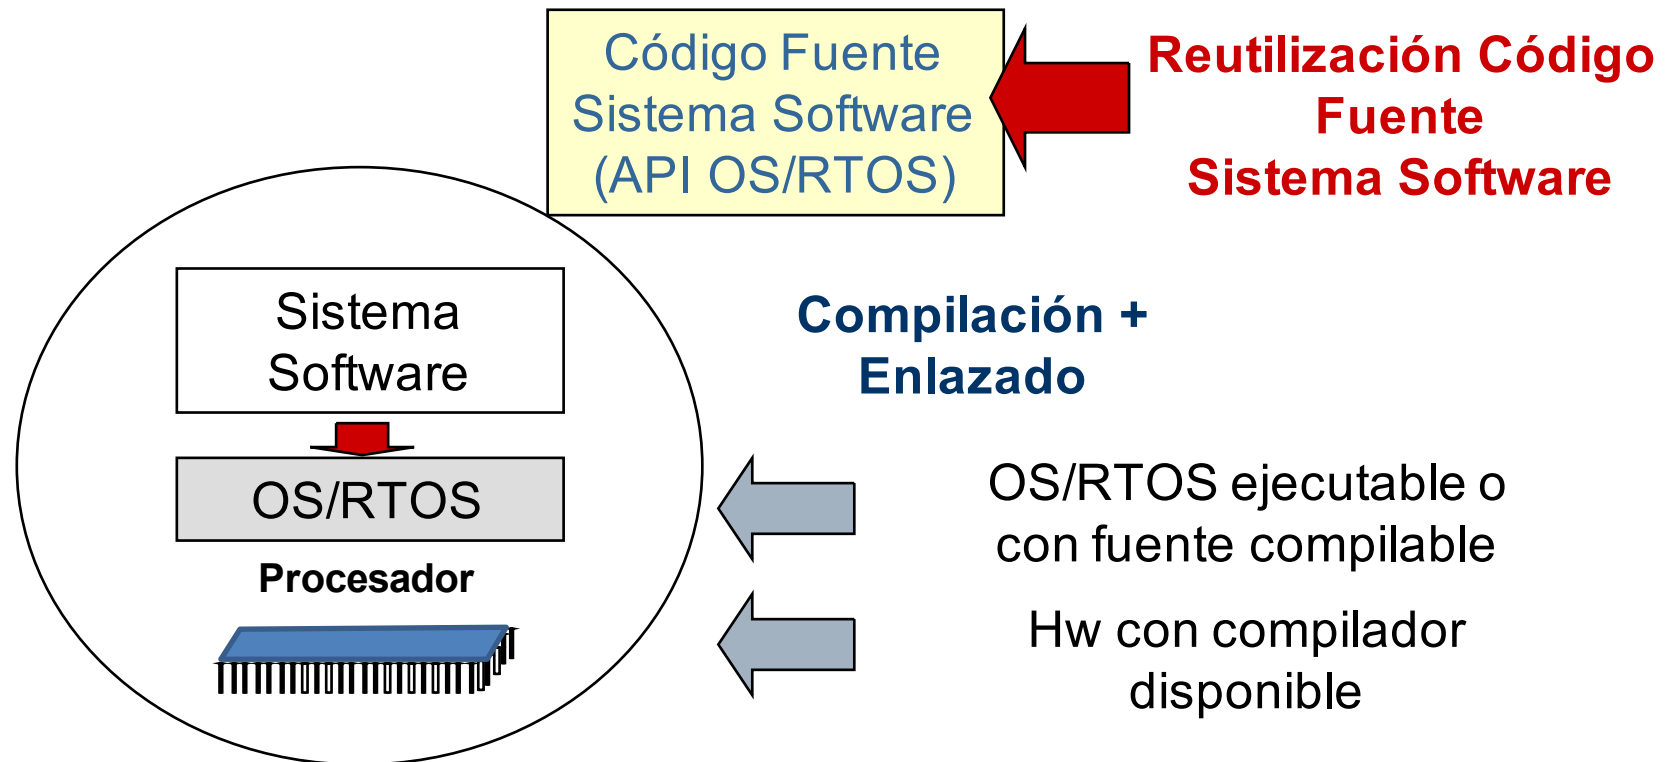 Código Fuente
Sistema Software
(API OS/RTOS)
Reutilización Código
Fuente
Sistema Software
Sistema
Software
Compilación +
Enlazado
OS/RTOS
OS/RTOS ejecutable o
con fuente compilable
Procesador
Hw con compilador
disponible